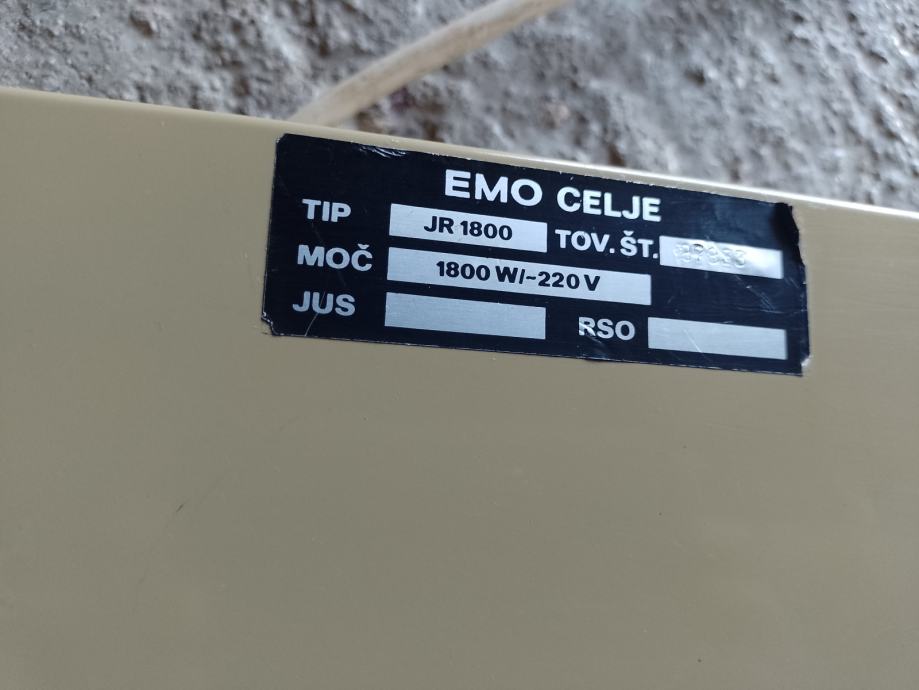 EMO CELJE
TIP JR 1800 TOV. ŠT.
MOČ 1800 W/~220 V
JUS RSO